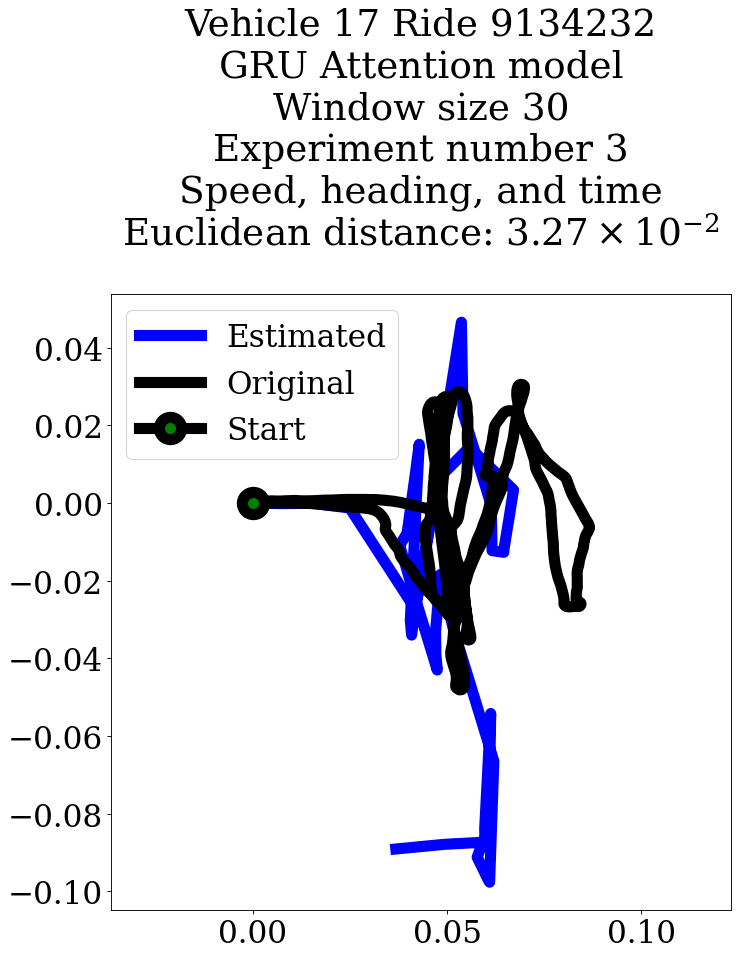 Vehicle 17 Ride 9134232
GRU Attention model
Window size 30
Experiment number 3
Speed, heading, and time
Euclidean distance: 3.27 × 10⁻²
Estimated
Original
Start
0.04
0.02
0.00
−0.02
−0.04
−0.06
−0.08
−0.10
0.00 0.05 0.10